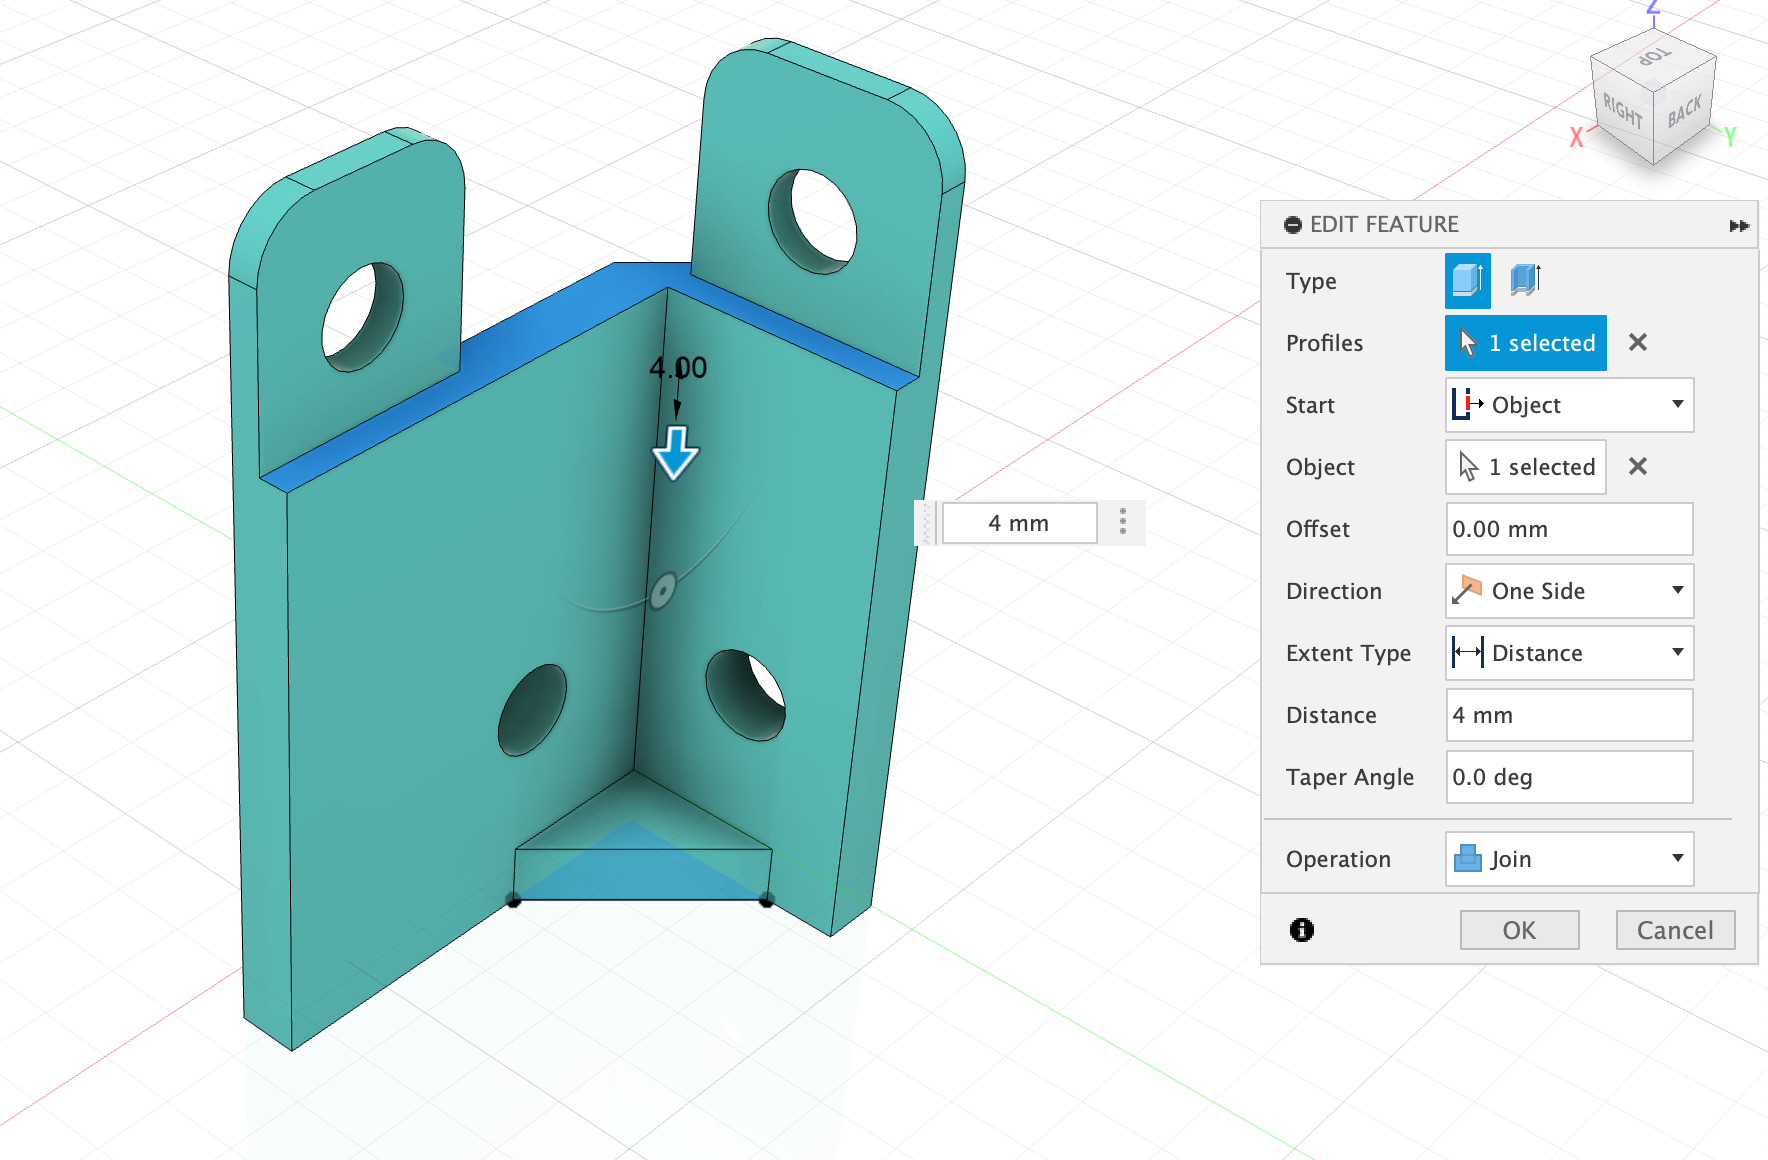 Z
TOP
RIGHT
BACK
X
Y
EDIT FEATURE
Type
Profiles
1 selected
Start
Object
Object
1 selected
Offset
0.00 mm
Direction
One Side
Extent Type
Distance
Distance
4 mm
Taper Angle
0.0 deg
Operation
Join
OK
Cancel
4.00
4 mm